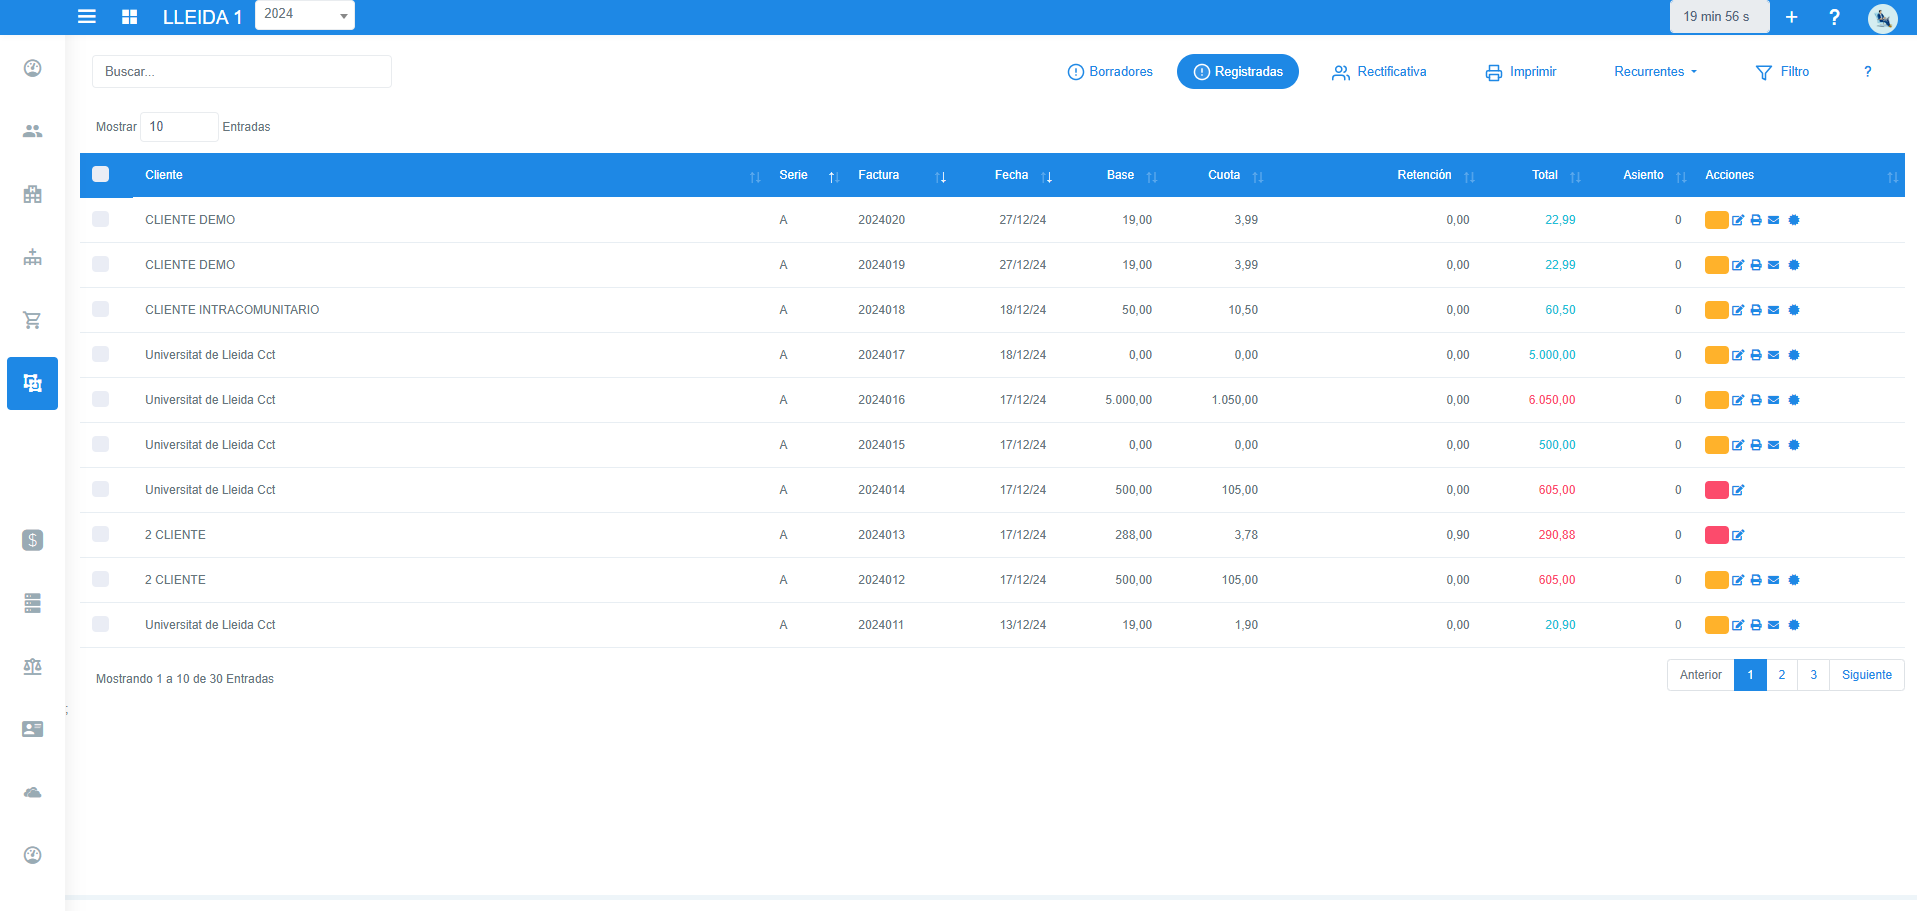 LLEIDA 1 2024 19 min 56 s + ?
Buscar... Borradores Registradas Rectificativa Imprimir Recurrentes Filtro ?
Mostrar 10 Entradas
Cliente Serie Factura Fecha Base Cuota Retención Total Asiento Acciones
CLIENTE DEMO A 2024020 27/12/24 19,00 3,99 0,00 22,99 0
CLIENTE DEMO A 2024019 27/12/24 19,00 3,99 0,00 22,99 0
CLIENTE INTRACOMUNITARIO A 2024018 18/12/24 50,00 10,50 0,00 60,50 0
Universitat de Lleida Cct A 2024017 18/12/24 0,00 0,00 0,00 5.000,00 0
Universitat de Lleida Cct A 2024016 17/12/24 5.000,00 1.050,00 0,00 6.050,00 0
Universitat de Lleida Cct A 2024015 17/12/24 0,00 0,00 0,00 500,00 0
Universitat de Lleida Cct A 2024014 17/12/24 500,00 105,00 0,00 605,00 0
2 CLIENTE A 2024013 17/12/24 288,00 3,78 0,90 290,88 0
2 CLIENTE A 2024012 17/12/24 500,00 105,00 0,00 605,00 0
Universitat de Lleida Cct A 2024011 13/12/24 19,00 1,90 0,00 20,90 0
Mostrando 1 a 10 de 30 Entradas Anterior 1 2 3 Siguiente